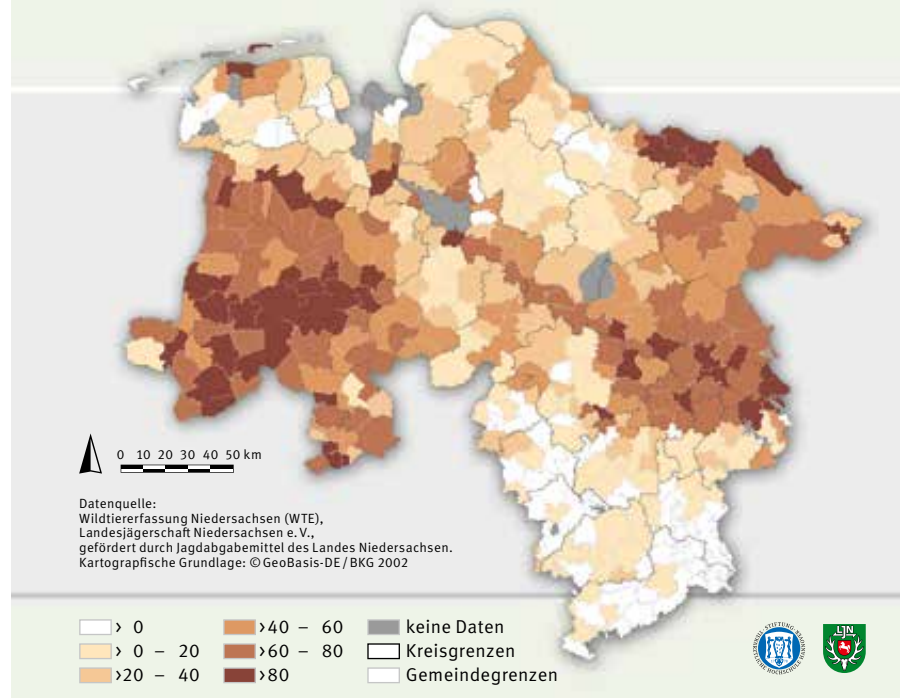 0 10 20 30 40 50 km
Datenquelle:
Wildtiererfassung Niedersachsen (WTE),
Landesjägerschaft Niedersachsen e. V.,
gefördert durch Jagdabgabemittel des Landes Niedersachsen.
Kartografische Grundlage: © GeoBasis-DE / BKG 2002
> 0
> 0 – 20
>20 – 40
>40 – 60
>60 – 80
>80
keine Daten
Kreisgrenzen
Gemeindegrenzen
LJN